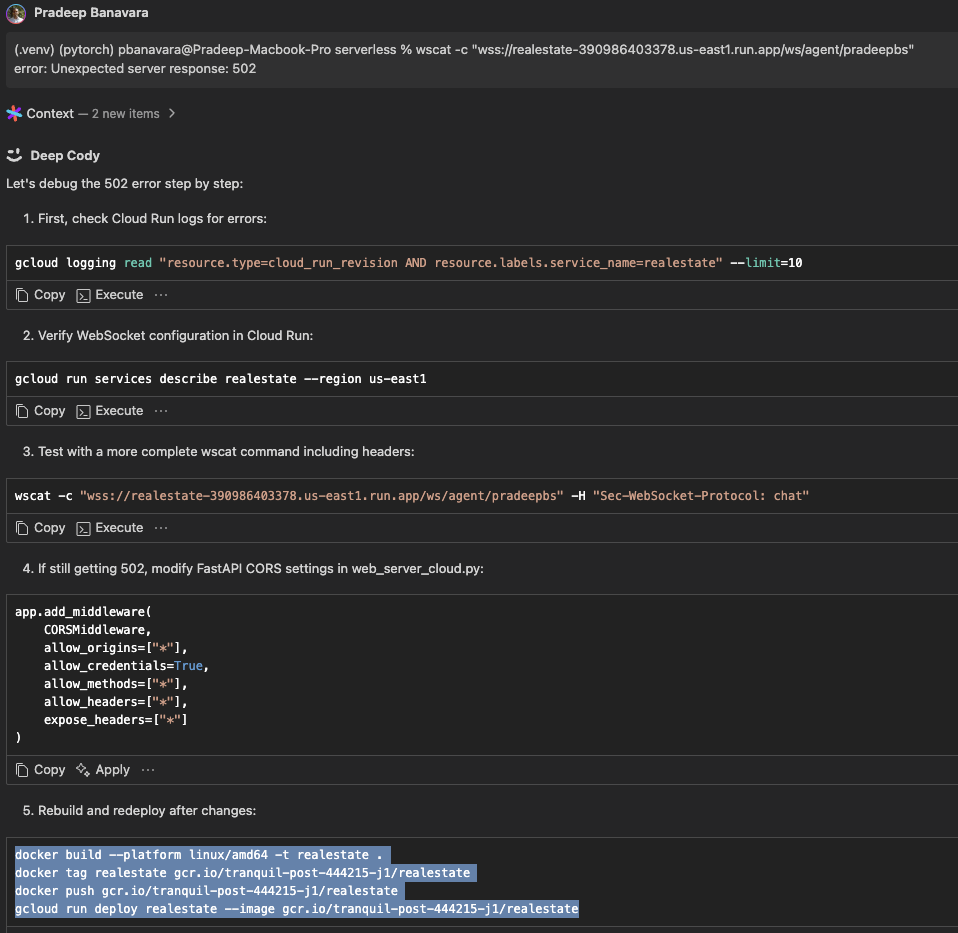 Pradeep Banavara
(.venv) (pytorch) pbanavara@Pradeep-Macbook-Pro serverless % wscat -c "wss://realestate-390986403378.us-east1.run.app/ws/agent/pradeepbs"
error: Unexpected server response: 502
Context — 2 new items
Deep Cody
Let's debug the 502 error step by step:
1. First, check Cloud Run logs for errors:
gcloud logging read "resource.type=cloud_run_revision AND resource.labels.service_name=realestate" --limit=10
Copy Execute ···
2. Verify WebSocket configuration in Cloud Run:
gcloud run services describe realestate --region us-east1
Copy Execute ···
3. Test with a more complete wscat command including headers:
wscat -c "wss://realestate-390986403378.us-east1.run.app/ws/agent/pradeepbs" -H "Sec-WebSocket-Protocol: chat"
Copy Execute ···
4. If still getting 502, modify FastAPI CORS settings in web_server_cloud.py:
app.add_middleware(
    CORSMiddleware,
    allow_origins=["*"],
    allow_credentials=True,
    allow_methods=["*"],
    allow_headers=["*"],
    expose_headers=["*"]
)
Copy Apply ···
5. Rebuild and redeploy after changes:
docker build --platform linux/amd64 -t realestate .
docker tag realestate gcr.io/tranquil-post-444215-j1/realestate
docker push gcr.io/tranquil-post-444215-j1/realestate
gcloud run deploy realestate --image gcr.io/tranquil-post-444215-j1/realestate